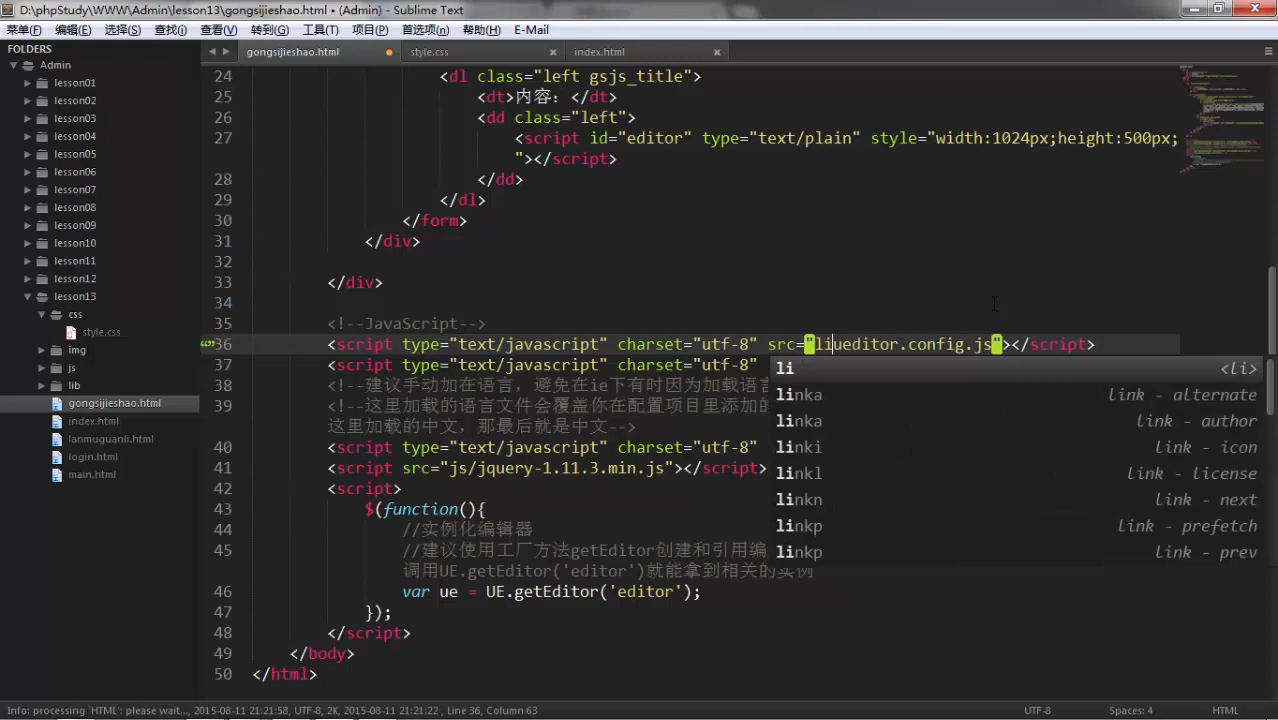 D:\phpStudy\WWW\Admin\lesson13\gongsijieshao.html • (Admin) - Sublime Text
菜单(F) 编辑(E) 选择(S) 查找(I) 查看(V) 转到(G) 工具(T) 项目(P) 首选项(n) 帮助(H) E-Mail
FOLDERS
Admin
lesson01
lesson02
lesson03
lesson04
lesson05
lesson06
lesson07
lesson08
lesson09
lesson10
lesson11
lesson12
lesson13
css
style.css
img
js
lib
gongsijieshao.html
index.html
lanmuguanli.html
login.html
main.html
gongsijieshao.html style.css index.html
24 <dl class="left gsjs_title">
25 <dt>内容：</dt>
26 <dd class="left">
27 <script id="editor" type="text/plain" style="width:1024px;height:500px;
"></script>
28 </dd>
29 </dl>
30 </form>
31 </div>
32
33 </div>
34
35 <!--JavaScript-->
36 <script type="text/javascript" charset="utf-8" src="liueditor.config.js"></script>
37 <script type="text/javascript" charset="utf-8"
38 <!--建议手动加在语言，避免在ie下有时因为加载语言
39 <!--这里加载的语言文件会覆盖你在配置项目里添加的
这里加载的中文，那最后就是中文-->
40 <script type="text/javascript" charset="utf-8"
41 <script src="js/jquery-1.11.3.min.js"></script>
42 <script>
43 $(function(){
44 //实例化编辑器
45 //建议使用工厂方法getEditor创建和引用编
调用UE.getEditor('editor')就能拿到相关的实例
46 var ue = UE.getEditor('editor');
47 });
48 </script>
49 </body>
50 </html>
li <li>
linka link - alternate
linka link - author
linki link - icon
linkl link - license
linkn link - next
linkp link - prefetch
linkp link - prev
Info: processing `HTML`: please wait..., 2015-08-11 21:21:58, UTF-8, 2K, 2015-08-11 21:21:22 , Line 36, Column 63 UTF-8 Spaces: 4 HTML